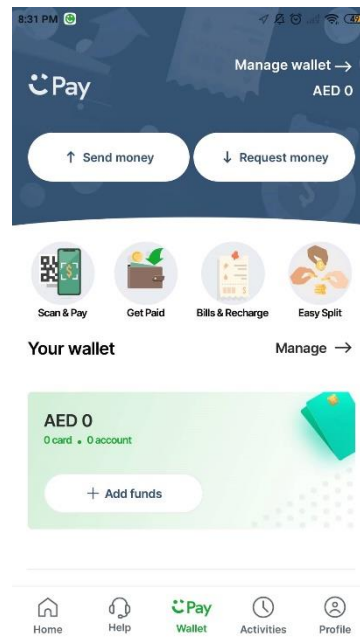 8:31 PM
Pay
Manage wallet →
AED 0
↑ Send money
↓ Request money
Scan & Pay
Get Paid
Bills & Recharge
Easy Split
Your wallet
Manage →
AED 0
0 card • 0 account
+ Add funds
Home
Help
Pay
Wallet
Activities
Profile